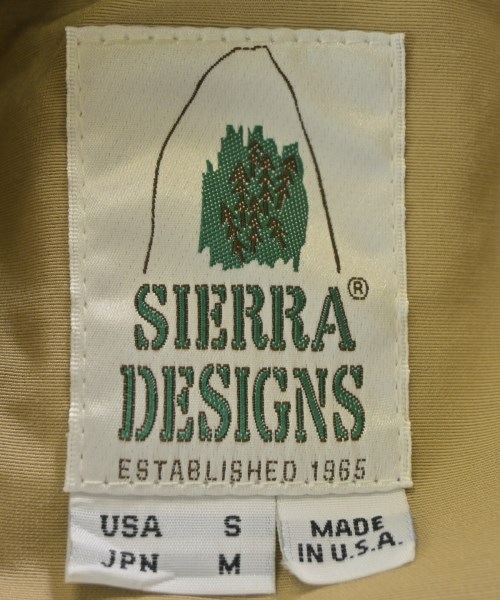 SIERRA®
DESIGNS
ESTABLISHED 1965
USA S
JPN M
MADE
IN U.S.A.